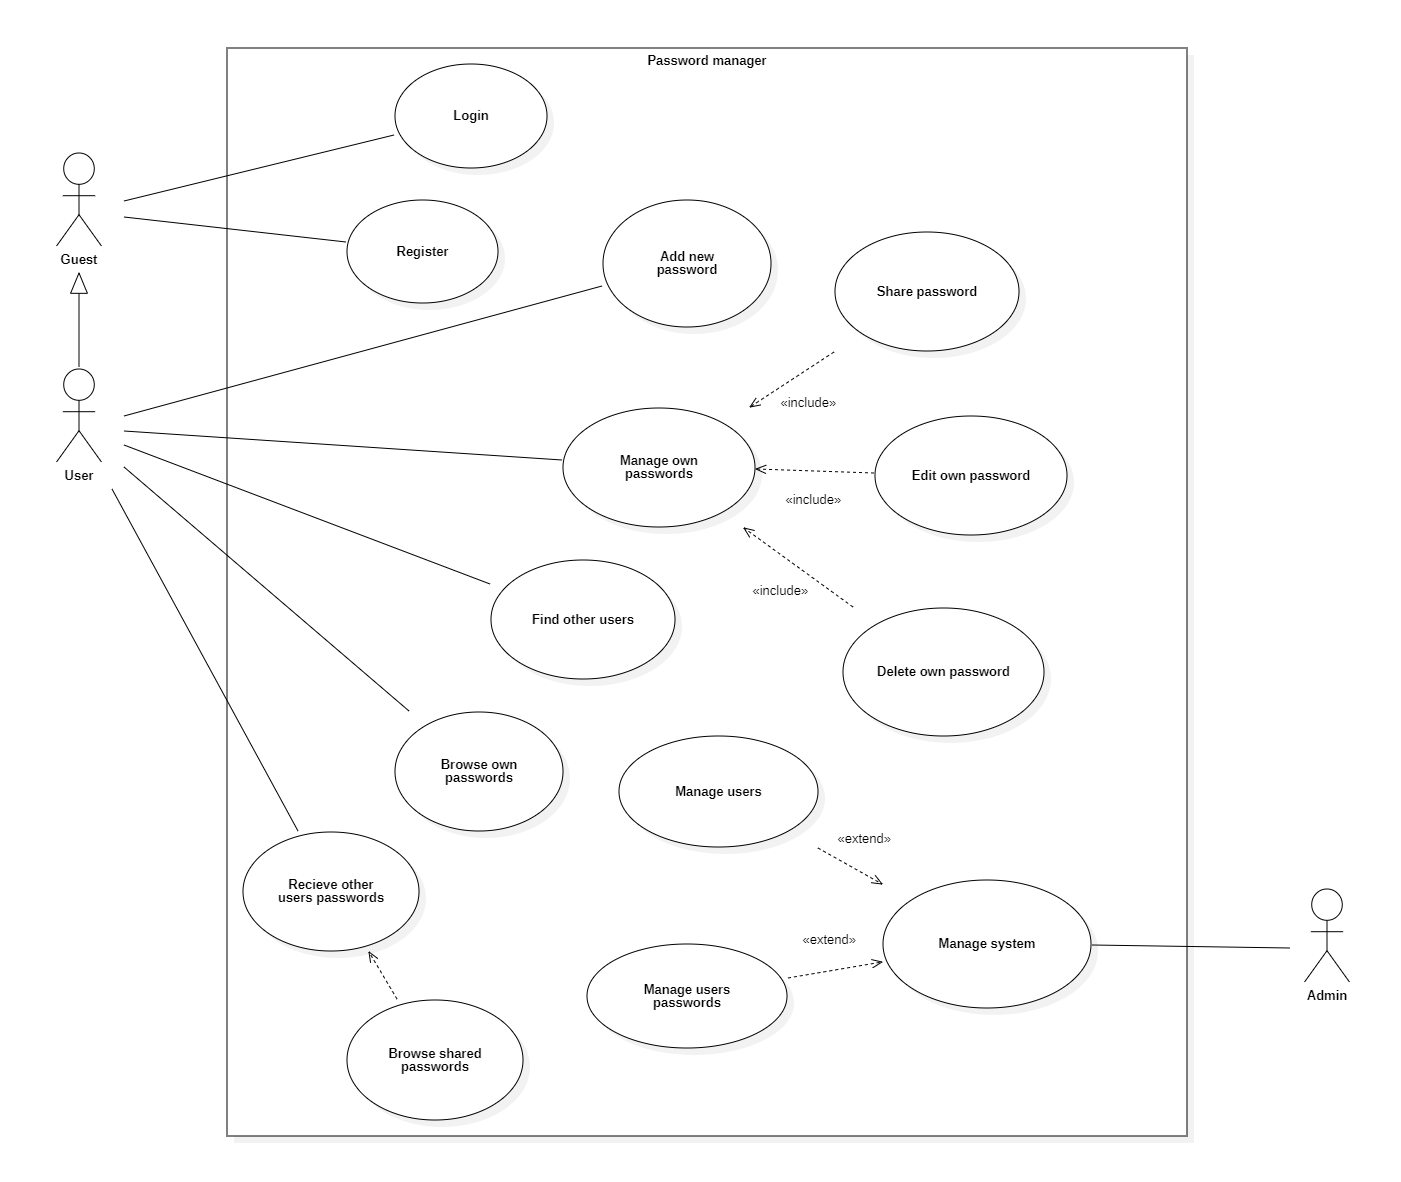 Password manager
Login
Guest
Register
Add new
password
Share password
«include»
User
Manage own
passwords
Edit own password
«include»
«include»
Find other users
Delete own password
Browse own
passwords
Manage users
«extend»
Recieve other
users passwords
«extend»
Manage system
Manage users
passwords
Admin
Browse shared
passwords